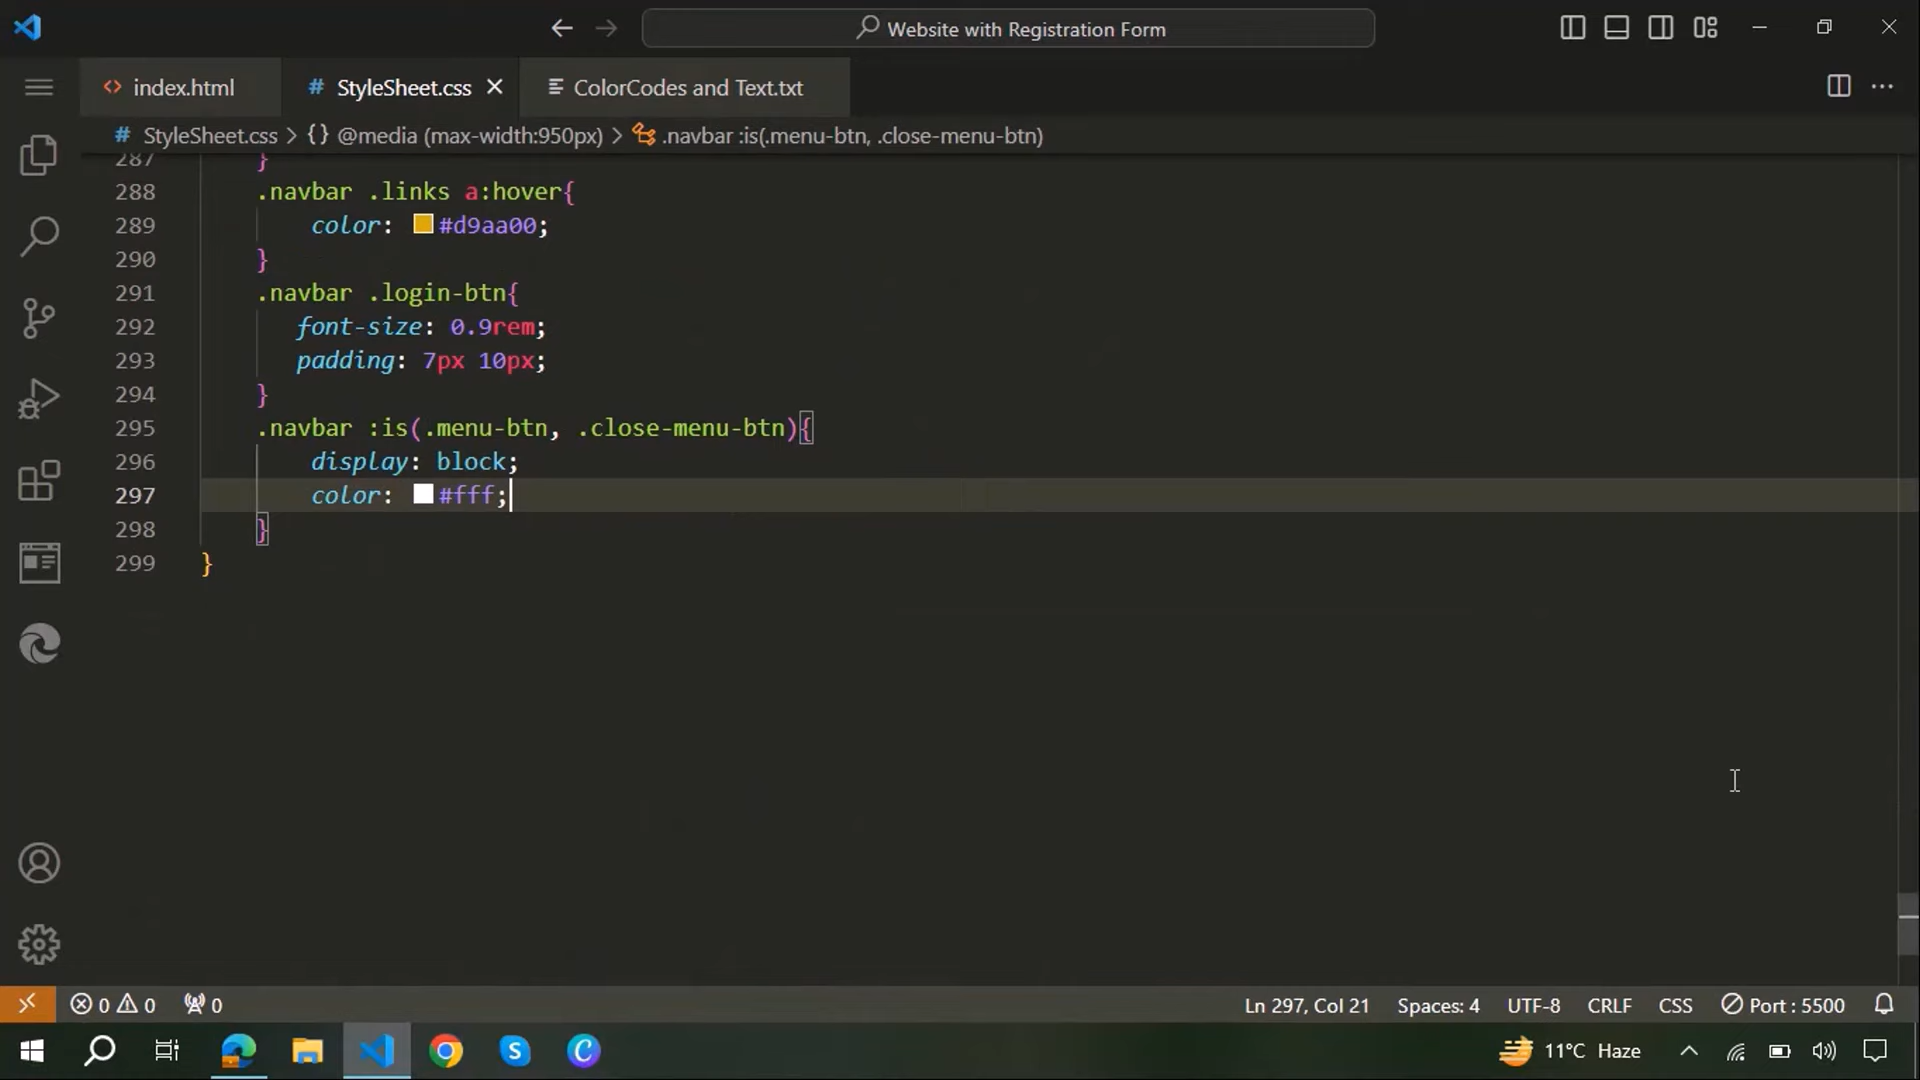 Website with Registration Form
<> index.html
# StyleSheet.css
ColorCodes and Text.txt
# StyleSheet.css > {} @media (max-width:950px) > .navbar :is(.menu-btn, .close-menu-btn)
287 }
288 .navbar .links a:hover{
289 color: #d9aa00;
290 }
291 .navbar .login-btn{
292 font-size: 0.9rem;
293 padding: 7px 10px;
294 }
295 .navbar :is(.menu-btn, .close-menu-btn){
296 display: block;
297 color: #fff;
298 }
299 }
0 0 0 Ln 297, Col 21 Spaces: 4 UTF-8 CRLF CSS Port : 5500
11°C Haze